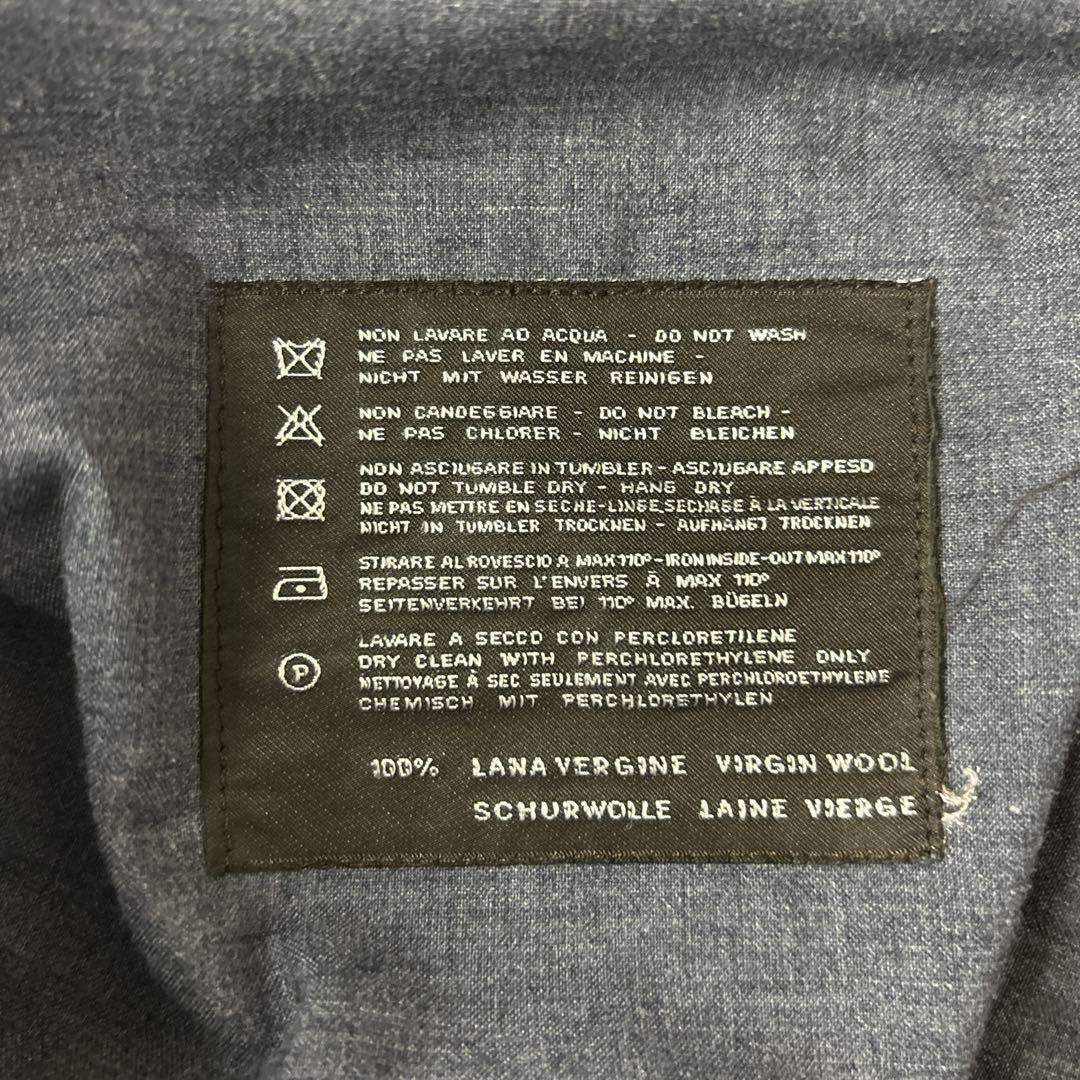 NON LAVARE AD ACQUA - DO NOT WASH
NE PAS LAVER EN MACHINE -
NICHT MIT WASSER REINIGEN
NON CANDEGGIARE - DO NOT BLEACH -
NE PAS CHLORER - NICHT BLEICHEN
NON ASCIUGARE IN TUMBLER - ASCIUGARE APPESO
DO NOT TUMBLE DRY - HANG DRY
NE PAS METTRE EN SECHE-LINGE, SECHAGE À LA VERTICALE
NICHT IN TUMBLER TROCKNEN - AUFHANGT TROCKNEN
STIRARE AL ROVESCIO A MAX 110° - IRON INSIDE-OUT MAX 110°
REPASSER SUR L'ENVERS À MAX 110°
SEITENVERKEHRT BEI 110° MAX. BÜGELN
P
LAVARE A SECCO CON PERCLORETILENE
DRY CLEAN WITH PERCHLORETHYLENE ONLY
NETTOYAGE À SEC SEULEMENT AVEC PERCHLOROETHYLENE
CHEMISCH MIT PERCHLORETHYLEN
100% LANA VERGINE VIRGIN WOOL
SCHURWOLLE LAINE VIERGE